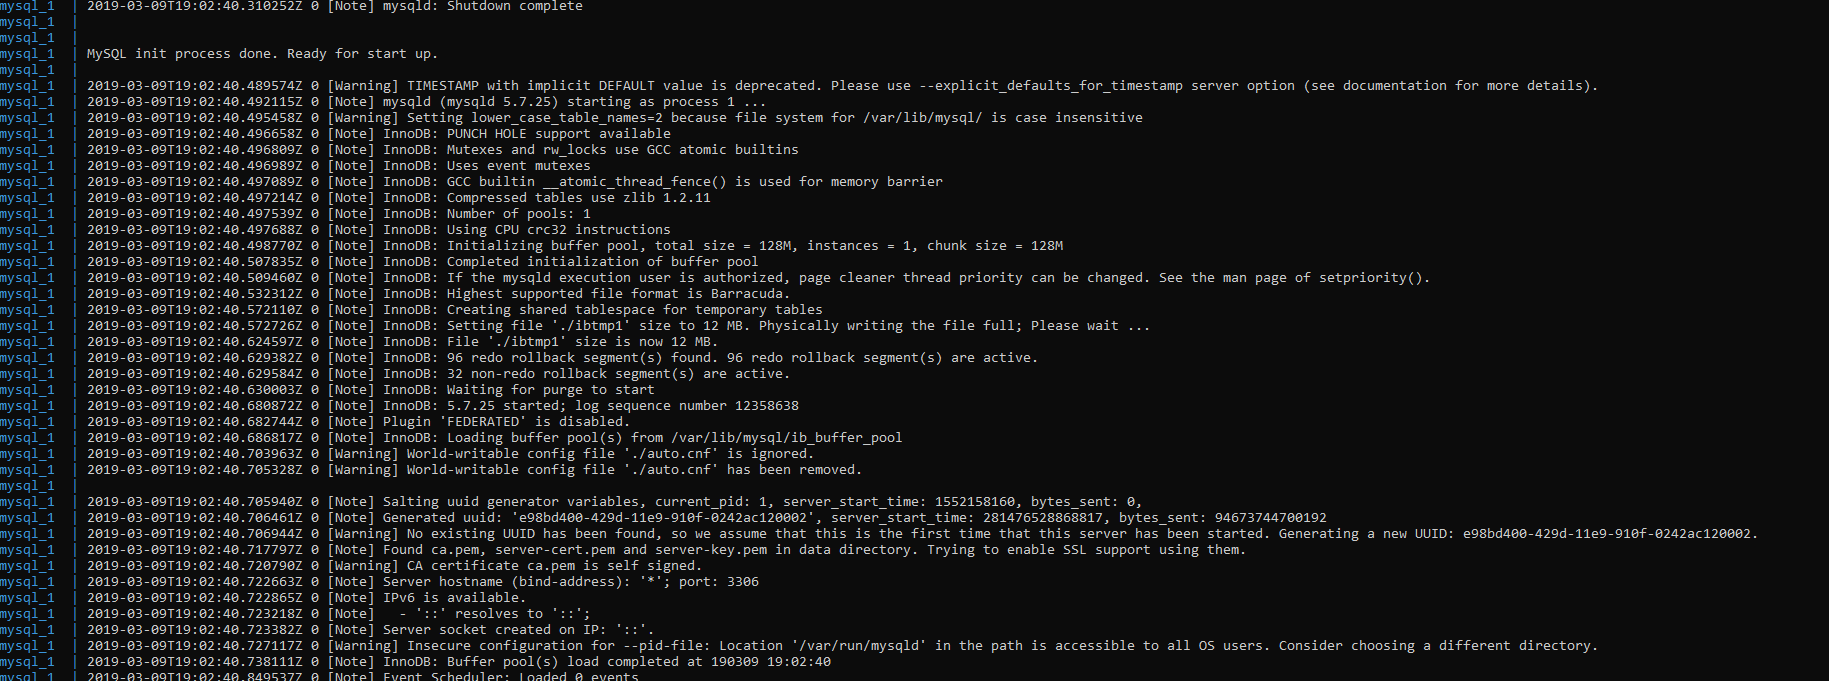 mysql_1  | 2019-03-09T19:02:40.310252Z 0 [Note] mysqld: Shutdown complete
mysql_1  |
mysql_1  |
mysql_1  | MySQL init process done. Ready for start up.
mysql_1  |
mysql_1  | 2019-03-09T19:02:40.489574Z 0 [Warning] TIMESTAMP with implicit DEFAULT value is deprecated. Please use --explicit_defaults_for_timestamp server option (see documentation for more details).
mysql_1  | 2019-03-09T19:02:40.492115Z 0 [Note] mysqld (mysqld 5.7.25) starting as process 1 ...
mysql_1  | 2019-03-09T19:02:40.495458Z 0 [Warning] Setting lower_case_table_names=2 because file system for /var/lib/mysql/ is case insensitive
mysql_1  | 2019-03-09T19:02:40.496658Z 0 [Note] InnoDB: PUNCH HOLE support available
mysql_1  | 2019-03-09T19:02:40.496809Z 0 [Note] InnoDB: Mutexes and rw_locks use GCC atomic builtins
mysql_1  | 2019-03-09T19:02:40.496989Z 0 [Note] InnoDB: Uses event mutexes
mysql_1  | 2019-03-09T19:02:40.497089Z 0 [Note] InnoDB: GCC builtin __atomic_thread_fence() is used for memory barrier
mysql_1  | 2019-03-09T19:02:40.497214Z 0 [Note] InnoDB: Compressed tables use zlib 1.2.11
mysql_1  | 2019-03-09T19:02:40.497539Z 0 [Note] InnoDB: Number of pools: 1
mysql_1  | 2019-03-09T19:02:40.497688Z 0 [Note] InnoDB: Using CPU crc32 instructions
mysql_1  | 2019-03-09T19:02:40.498770Z 0 [Note] InnoDB: Initializing buffer pool, total size = 128M, instances = 1, chunk size = 128M
mysql_1  | 2019-03-09T19:02:40.507835Z 0 [Note] InnoDB: Completed initialization of buffer pool
mysql_1  | 2019-03-09T19:02:40.509460Z 0 [Note] InnoDB: If the mysqld execution user is authorized, page cleaner thread priority can be changed. See the man page of setpriority().
mysql_1  | 2019-03-09T19:02:40.532312Z 0 [Note] InnoDB: Highest supported file format is Barracuda.
mysql_1  | 2019-03-09T19:02:40.572110Z 0 [Note] InnoDB: Creating shared tablespace for temporary tables
mysql_1  | 2019-03-09T19:02:40.572726Z 0 [Note] InnoDB: Setting file './ibtmp1' size to 12 MB. Physically writing the file full; Please wait ...
mysql_1  | 2019-03-09T19:02:40.624597Z 0 [Note] InnoDB: File './ibtmp1' size is now 12 MB.
mysql_1  | 2019-03-09T19:02:40.629382Z 0 [Note] InnoDB: 96 redo rollback segment(s) found. 96 redo rollback segment(s) are active.
mysql_1  | 2019-03-09T19:02:40.629584Z 0 [Note] InnoDB: 32 non-redo rollback segment(s) are active.
mysql_1  | 2019-03-09T19:02:40.630003Z 0 [Note] InnoDB: Waiting for purge to start
mysql_1  | 2019-03-09T19:02:40.680872Z 0 [Note] InnoDB: 5.7.25 started; log sequence number 12358638
mysql_1  | 2019-03-09T19:02:40.682744Z 0 [Note] Plugin 'FEDERATED' is disabled.
mysql_1  | 2019-03-09T19:02:40.686817Z 0 [Note] InnoDB: Loading buffer pool(s) from /var/lib/mysql/ib_buffer_pool
mysql_1  | 2019-03-09T19:02:40.703963Z 0 [Warning] World-writable config file './auto.cnf' is ignored.
mysql_1  | 2019-03-09T19:02:40.705328Z 0 [Warning] World-writable config file './auto.cnf' has been removed.
mysql_1  |
mysql_1  | 2019-03-09T19:02:40.705940Z 0 [Note] Salting uuid generator variables, current_pid: 1, server_start_time: 1552158160, bytes_sent: 0,
mysql_1  | 2019-03-09T19:02:40.706461Z 0 [Note] Generated uuid: 'e98bd400-429d-11e9-910f-0242ac120002', server_start_time: 281476528868817, bytes_sent: 94673744700192
mysql_1  | 2019-03-09T19:02:40.706944Z 0 [Warning] No existing UUID has been found, so we assume that this is the first time that this server has been started. Generating a new UUID: e98bd400-429d-11e9-910f-0242ac120002.
mysql_1  | 2019-03-09T19:02:40.717797Z 0 [Note] Found ca.pem, server-cert.pem and server-key.pem in data directory. Trying to enable SSL support using them.
mysql_1  | 2019-03-09T19:02:40.720790Z 0 [Warning] CA certificate ca.pem is self signed.
mysql_1  | 2019-03-09T19:02:40.722663Z 0 [Note] Server hostname (bind-address): '*'; port: 3306
mysql_1  | 2019-03-09T19:02:40.722865Z 0 [Note] IPv6 is available.
mysql_1  | 2019-03-09T19:02:40.723218Z 0 [Note]   - '::' resolves to '::';
mysql_1  | 2019-03-09T19:02:40.723382Z 0 [Note] Server socket created on IP: '::'.
mysql_1  | 2019-03-09T19:02:40.727117Z 0 [Warning] Insecure configuration for --pid-file: Location '/var/run/mysqld' in the path is accessible to all OS users. Consider choosing a different directory.
mysql_1  | 2019-03-09T19:02:40.738111Z 0 [Note] InnoDB: Buffer pool(s) load completed at 190309 19:02:40
mysql_1  | 2019-03-09T19:02:40.849537Z 0 [Note] Event Scheduler: Loaded 0 events